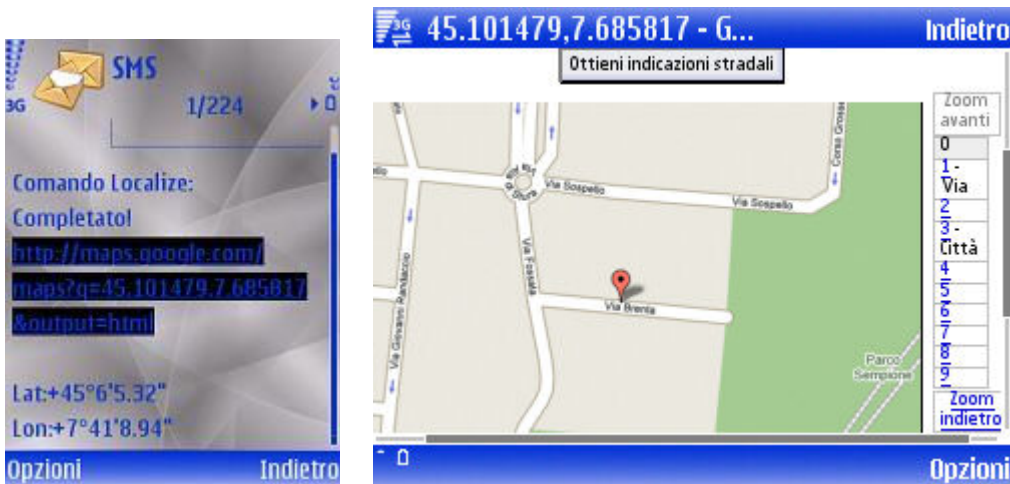 SMS
3G
1/224
Comando Localize:
Completato!
http://maps.google.com/
maps?q=45.101479,7.685817
&output=html
Lat:+45°6'5.32"
Lon:+7°41'8.94"
Opzioni Indietro
3G 45.101479,7.685817 - G... Indietro
Ottieni indicazioni stradali
Zoom
avanti
0
1 -
Via
2
3 -
Città
4
5
6
7
8
9
Zoom
indietro
Via Sospello
Via Sospello
Via Fossata
Via Giovanni Randaccio
Via Brenta
Parco
Sempione
Opzioni